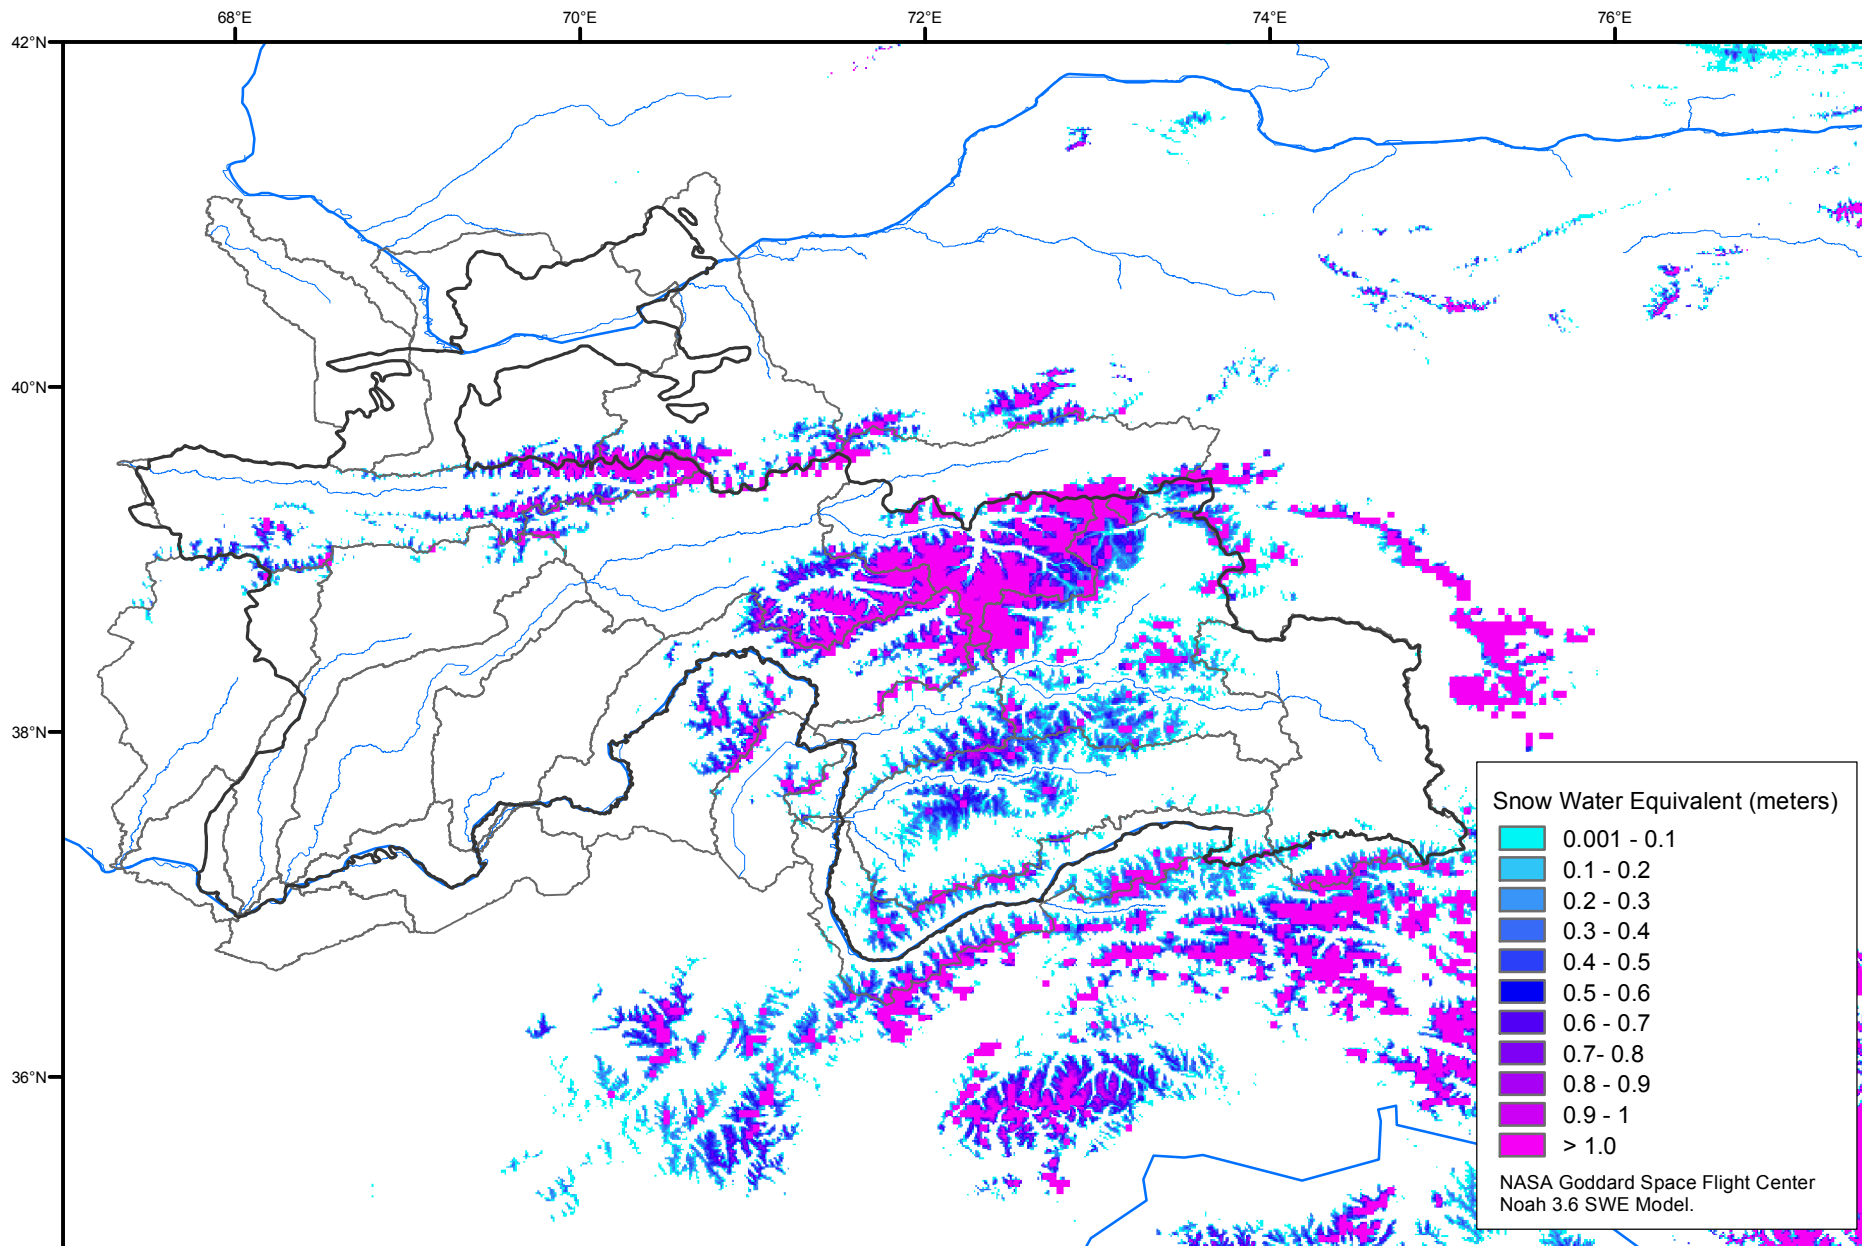 68°E 70°E 72°E 74°E 76°E
42°N
40°N
38°N
36°N
Snow Water Equivalent (meters)
0.001 - 0.1
0.1 - 0.2
0.2 - 0.3
0.3 - 0.4
0.4 - 0.5
0.5 - 0.6
0.6 - 0.7
0.7- 0.8
0.8 - 0.9
0.9 - 1
> 1.0
NASA Goddard Space Flight Center
Noah 3.6 SWE Model.